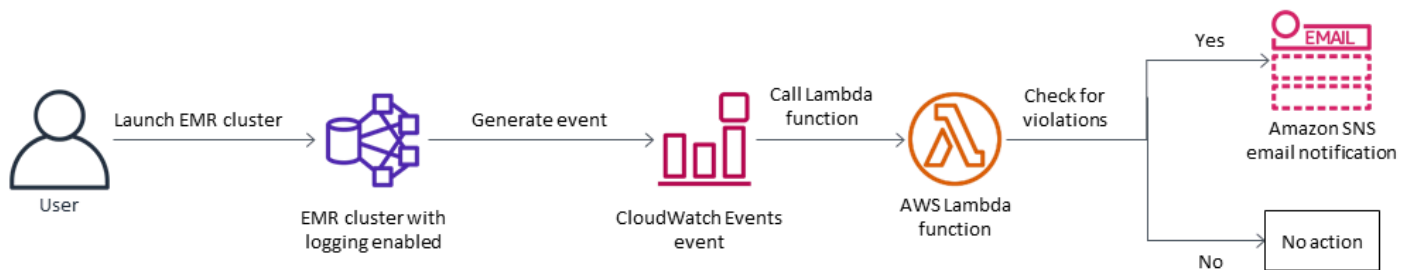 User
Launch EMR cluster
EMR cluster with
logging enabled
Generate event
CloudWatch Events
event
Call Lambda
function
AWS Lambda
function
Check for
violations
Yes
EMAIL
Amazon SNS
email notification
No
No action